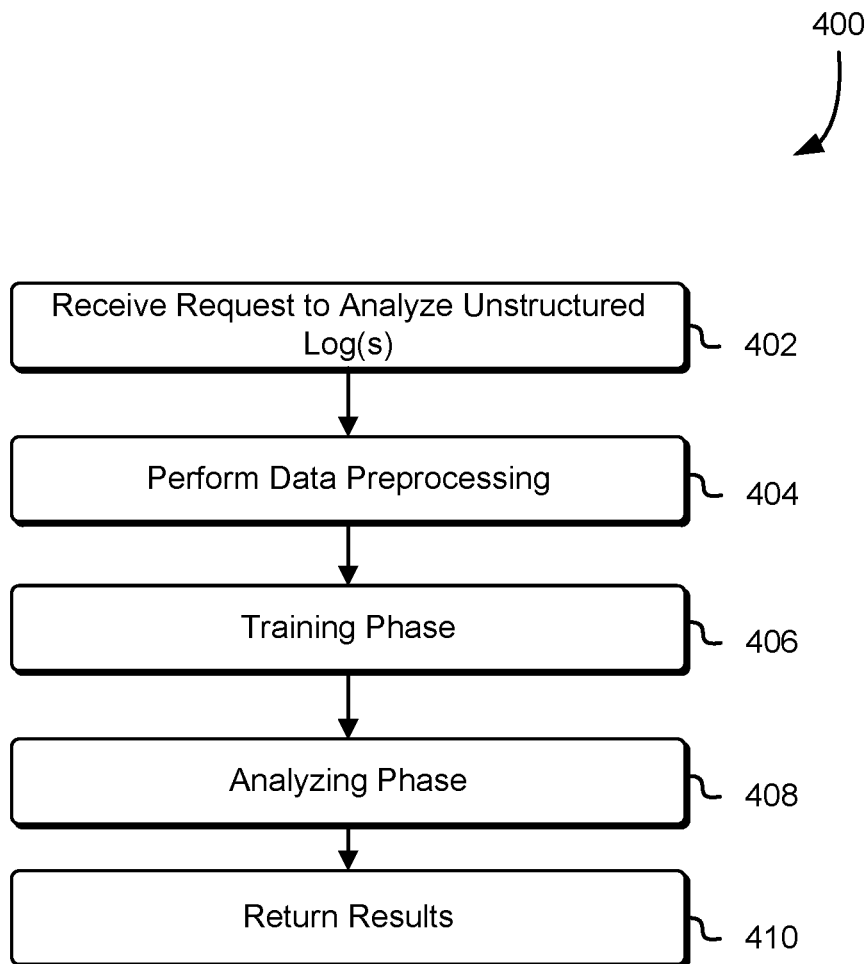 400
Receive Request to Analyze Unstructured
Log(s)
402
Perform Data Preprocessing
404
Training Phase
406
Analyzing Phase
408
Return Results
410